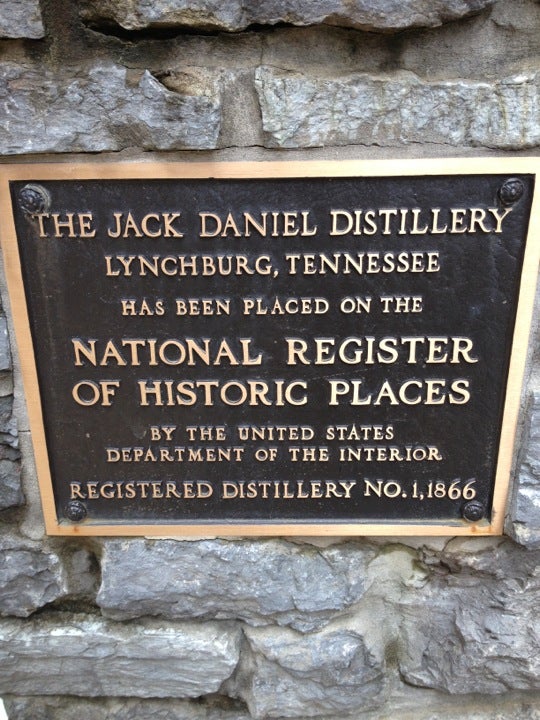 THE JACK DANIEL DISTILLERY
LYNCHBURG, TENNESSEE
HAS BEEN PLACED ON THE
NATIONAL REGISTER
OF HISTORIC PLACES
BY THE UNITED STATES
DEPARTMENT OF THE INTERIOR
REGISTERED DISTILLERY NO. 1, 1866